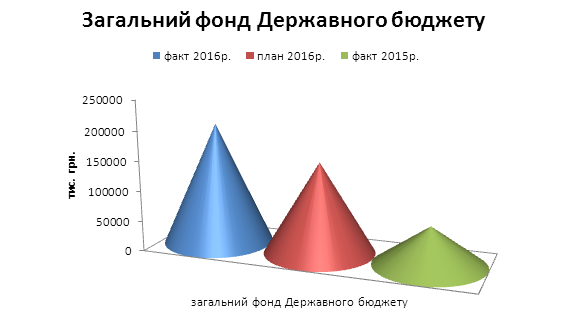 Загальний фонд Державного бюджету
факт 2016р. план 2016р. факт 2015р.
250000
200000
150000
100000
50000
0
тис. грн.
загальний фонд Державного бюджету